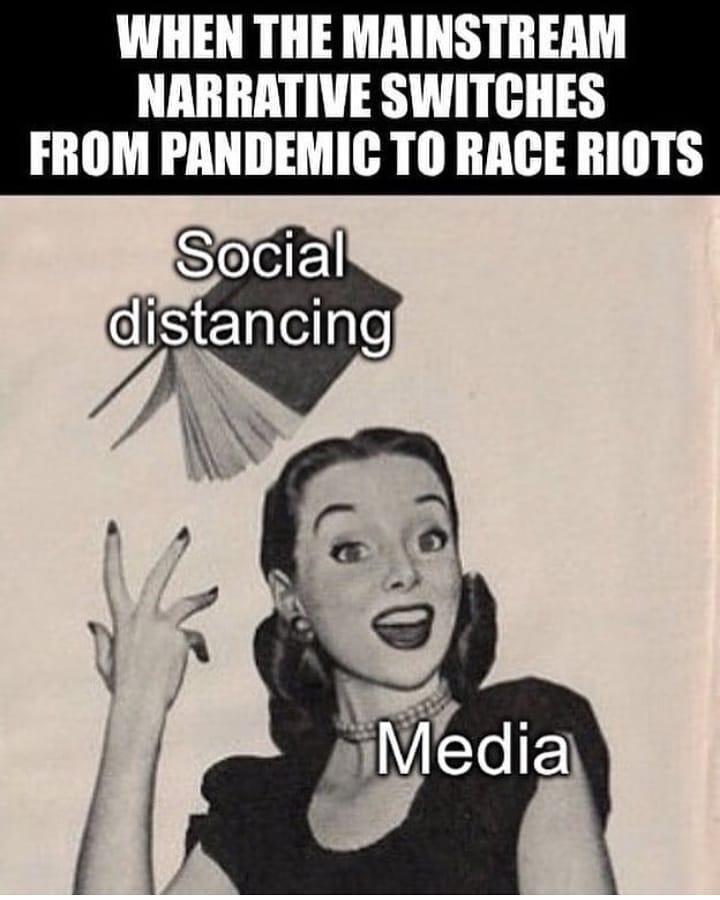 WHEN THE MAINSTREAM
NARRATIVE SWITCHES
FROM PANDEMIC TO RACE RIOTS
Social
distancing
Media